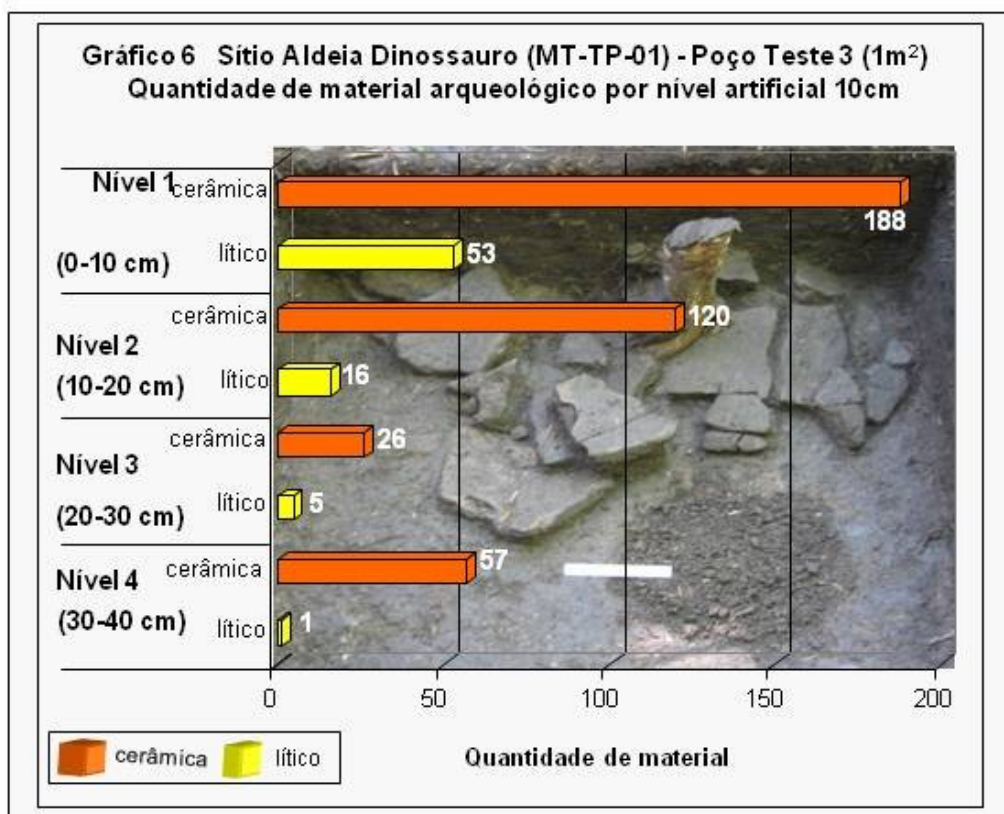 Gráfico 6 Sítio Aldeia Dinossauro (MT-TP-01) - Poço Teste 3 (1m²)
Quantidade de material arqueológico por nível artificial 10cm
Nível 1
cerâmica
188
(0-10 cm)
lítico
53
cerâmica
120
Nível 2
(10-20 cm)
lítico
16
cerâmica
26
Nível 3
(20-30 cm)
lítico
5
cerâmica
57
Nível 4
(30-40 cm)
lítico
1
0 50 100 150 200
cerâmica lítico
Quantidade de material